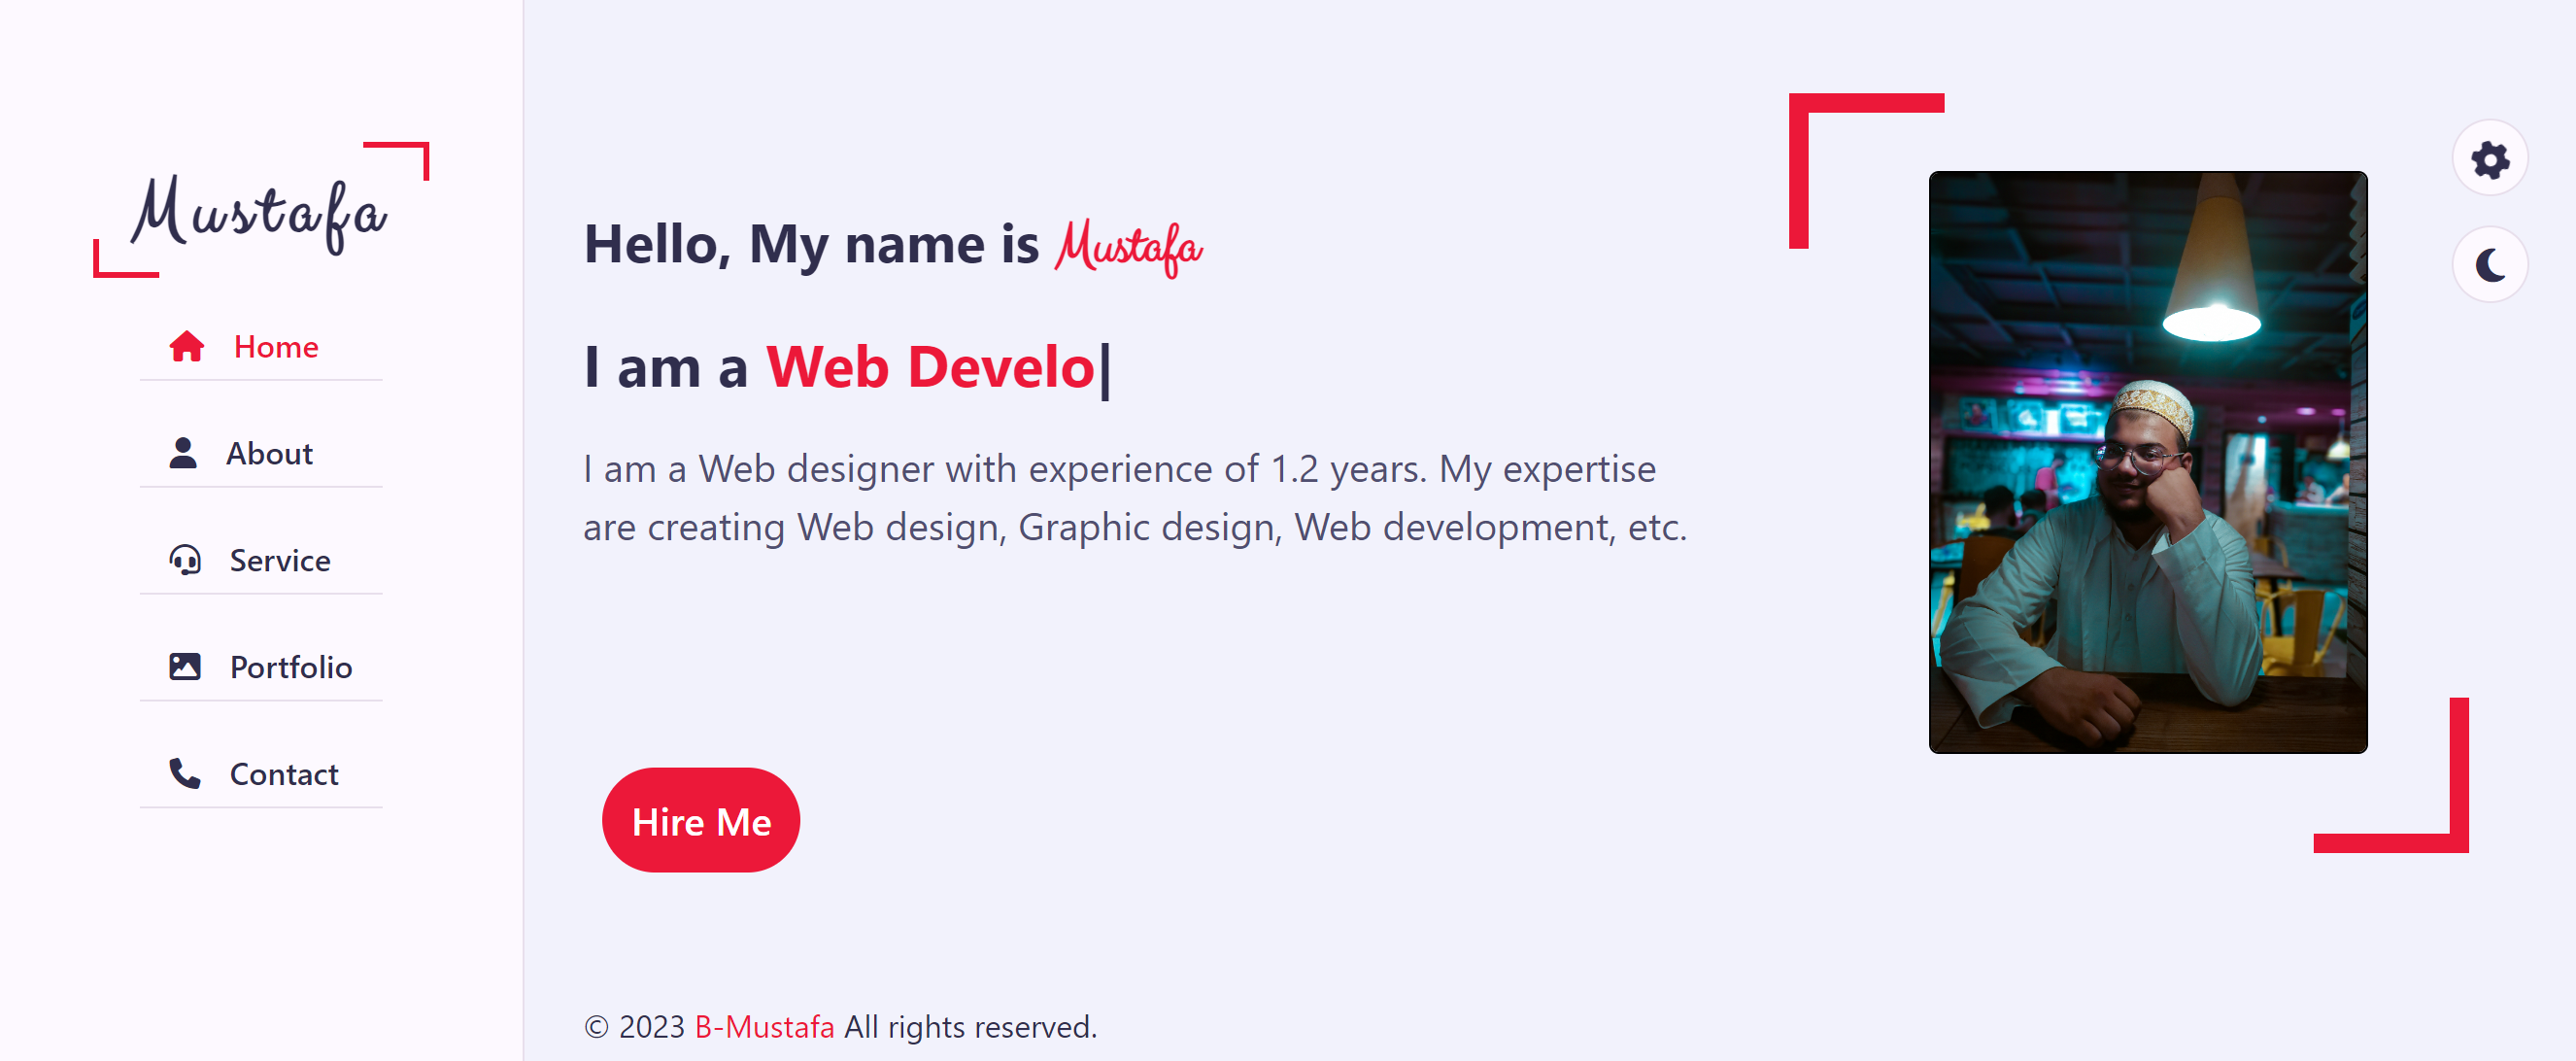 Mustafa
Home
About
Service
Portfolio
Contact
Hello, My name is Mustafa
I am a Web Develo|
I am a Web designer with experience of 1.2 years. My expertise
are creating Web design, Graphic design, Web development, etc.
Hire Me
© 2023 B-Mustafa All rights reserved.